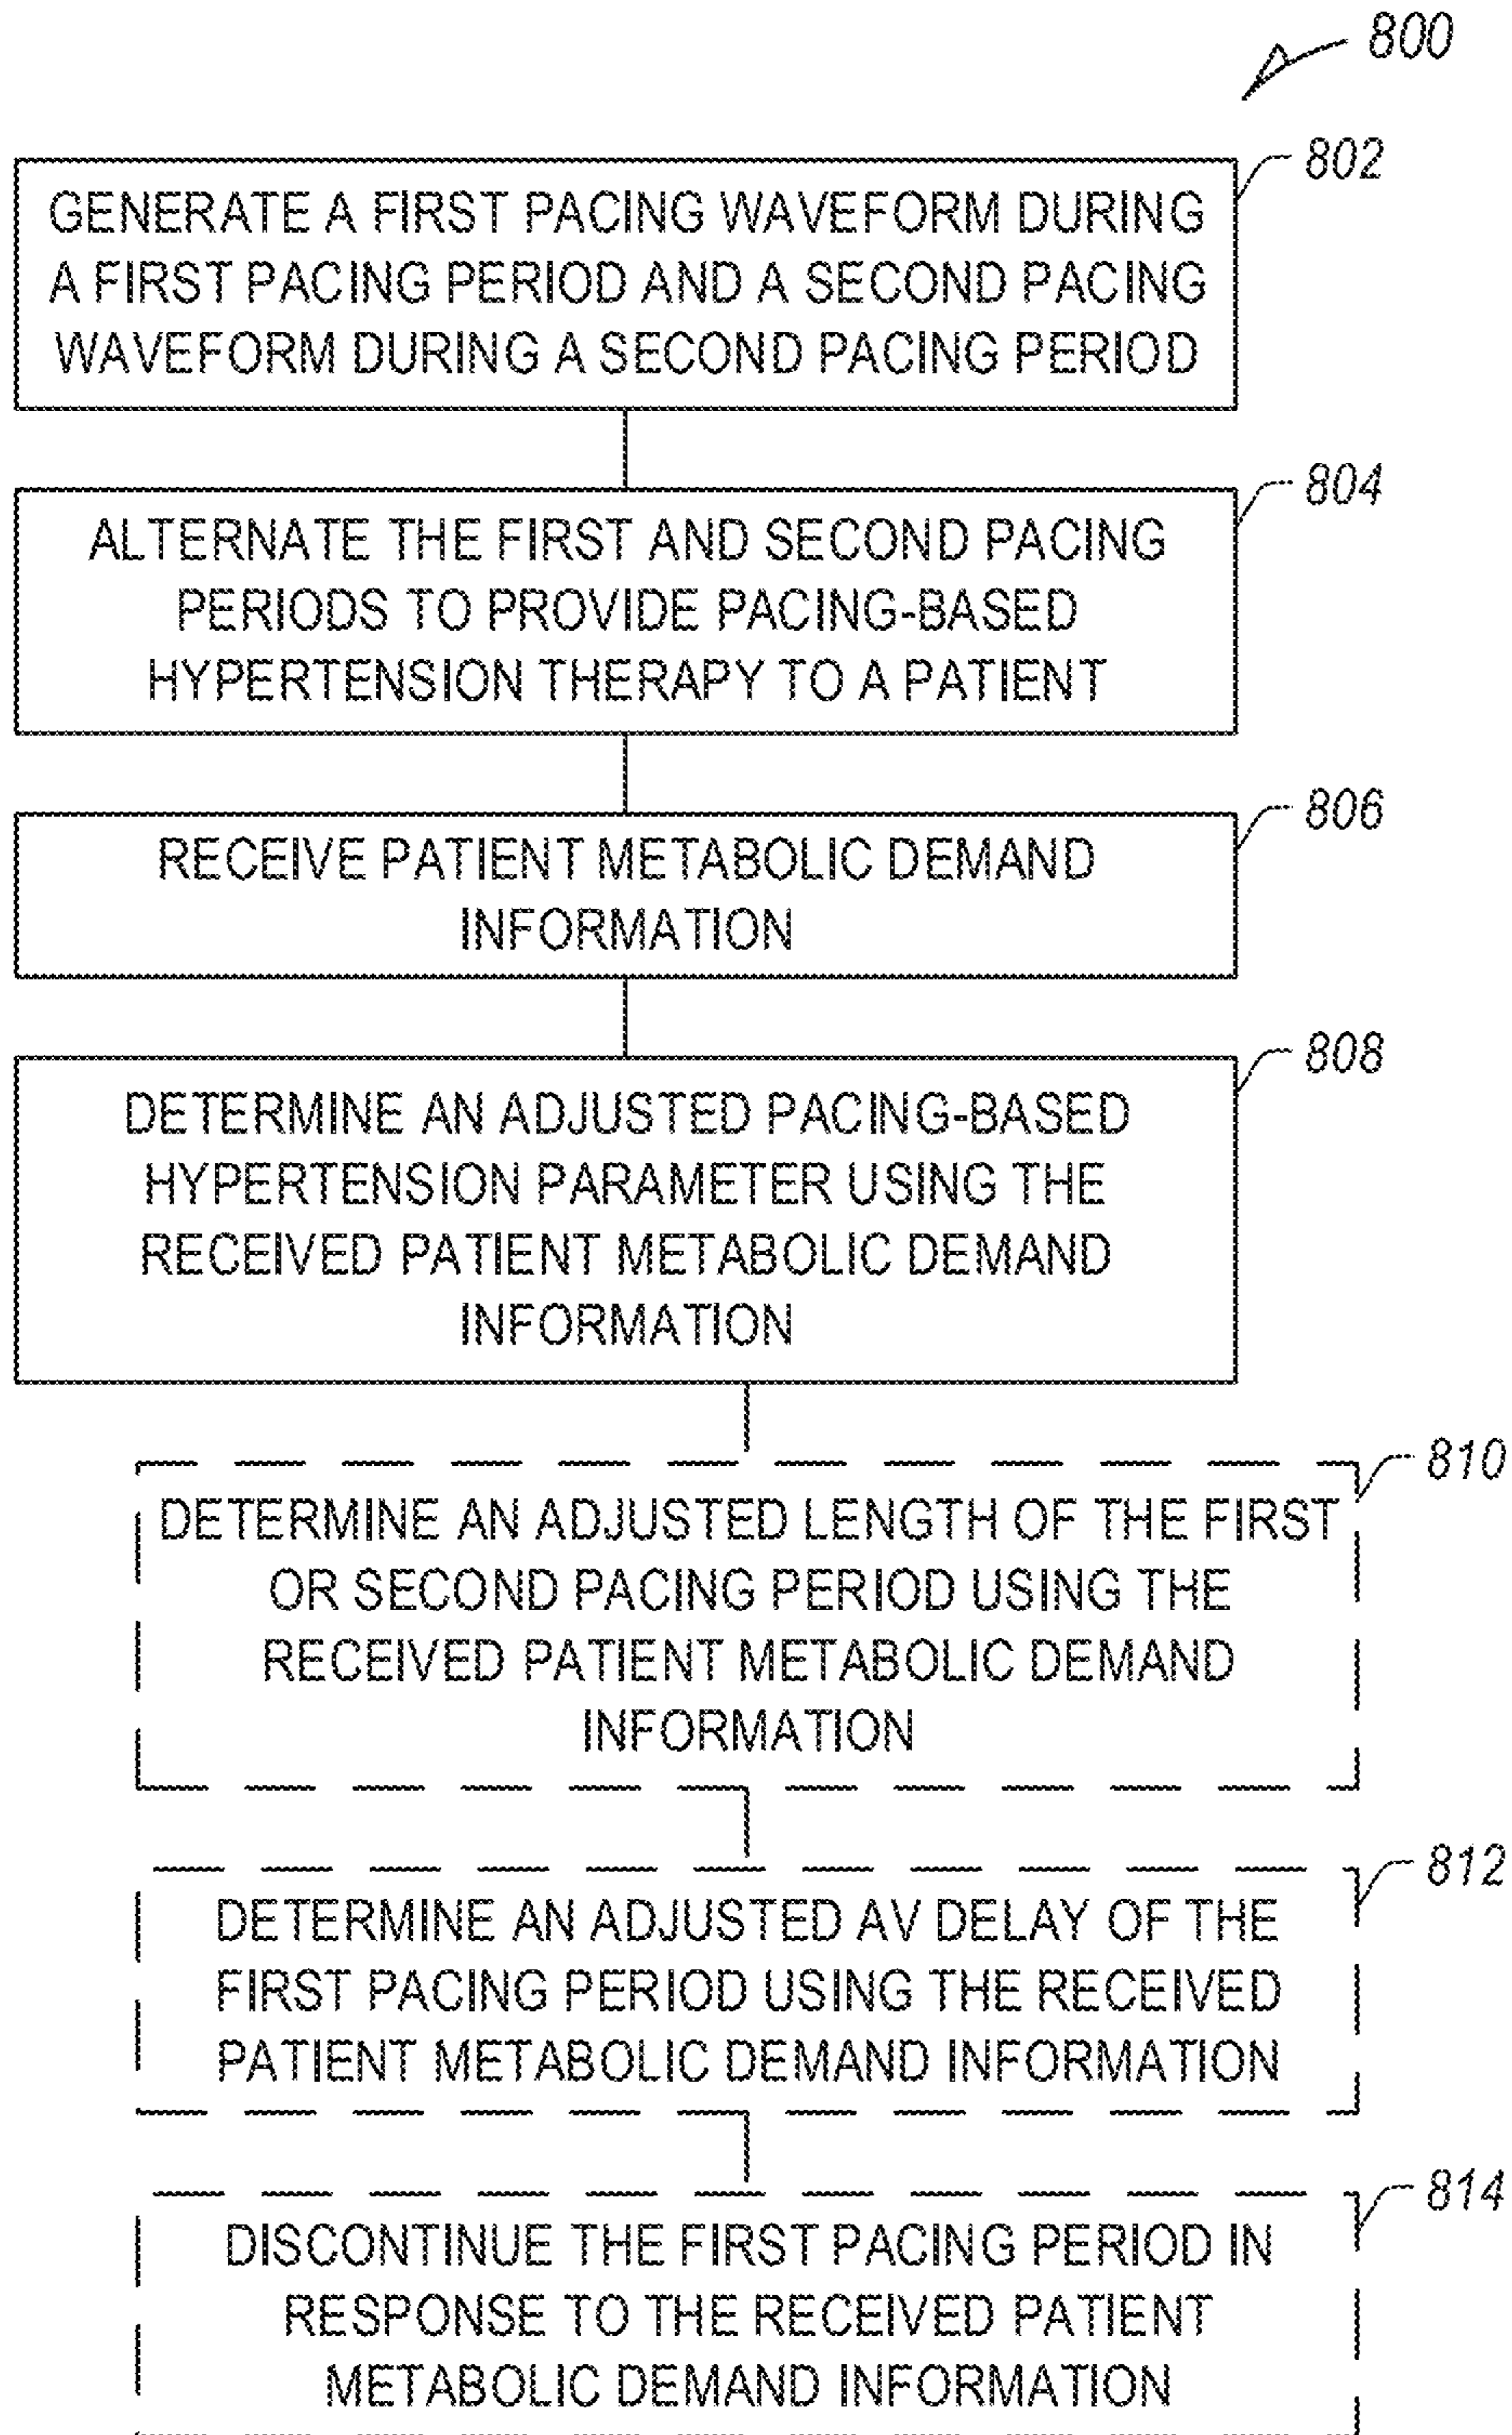 800
802
GENERATE A FIRST PACING WAVEFORM DURING
A FIRST PACING PERIOD AND A SECOND PACING
WAVEFORM DURING A SECOND PACING PERIOD
804
ALTERNATE THE FIRST AND SECOND PACING
PERIODS TO PROVIDE PACING-BASED
HYPERTENSION THERAPY TO A PATIENT
806
RECEIVE PATIENT METABOLIC DEMAND
INFORMATION
808
DETERMINE AN ADJUSTED PACING-BASED
HYPERTENSION PARAMETER USING THE
RECEIVED PATIENT METABOLIC DEMAND
INFORMATION
810
DETERMINE AN ADJUSTED LENGTH OF THE FIRST
OR SECOND PACING PERIOD USING THE
RECEIVED PATIENT METABOLIC DEMAND
INFORMATION
812
DETERMINE AN ADJUSTED AV DELAY OF THE
FIRST PACING PERIOD USING THE RECEIVED
PATIENT METABOLIC DEMAND INFORMATION
814
DISCONTINUE THE FIRST PACING PERIOD IN
RESPONSE TO THE RECEIVED PATIENT
METABOLIC DEMAND INFORMATION